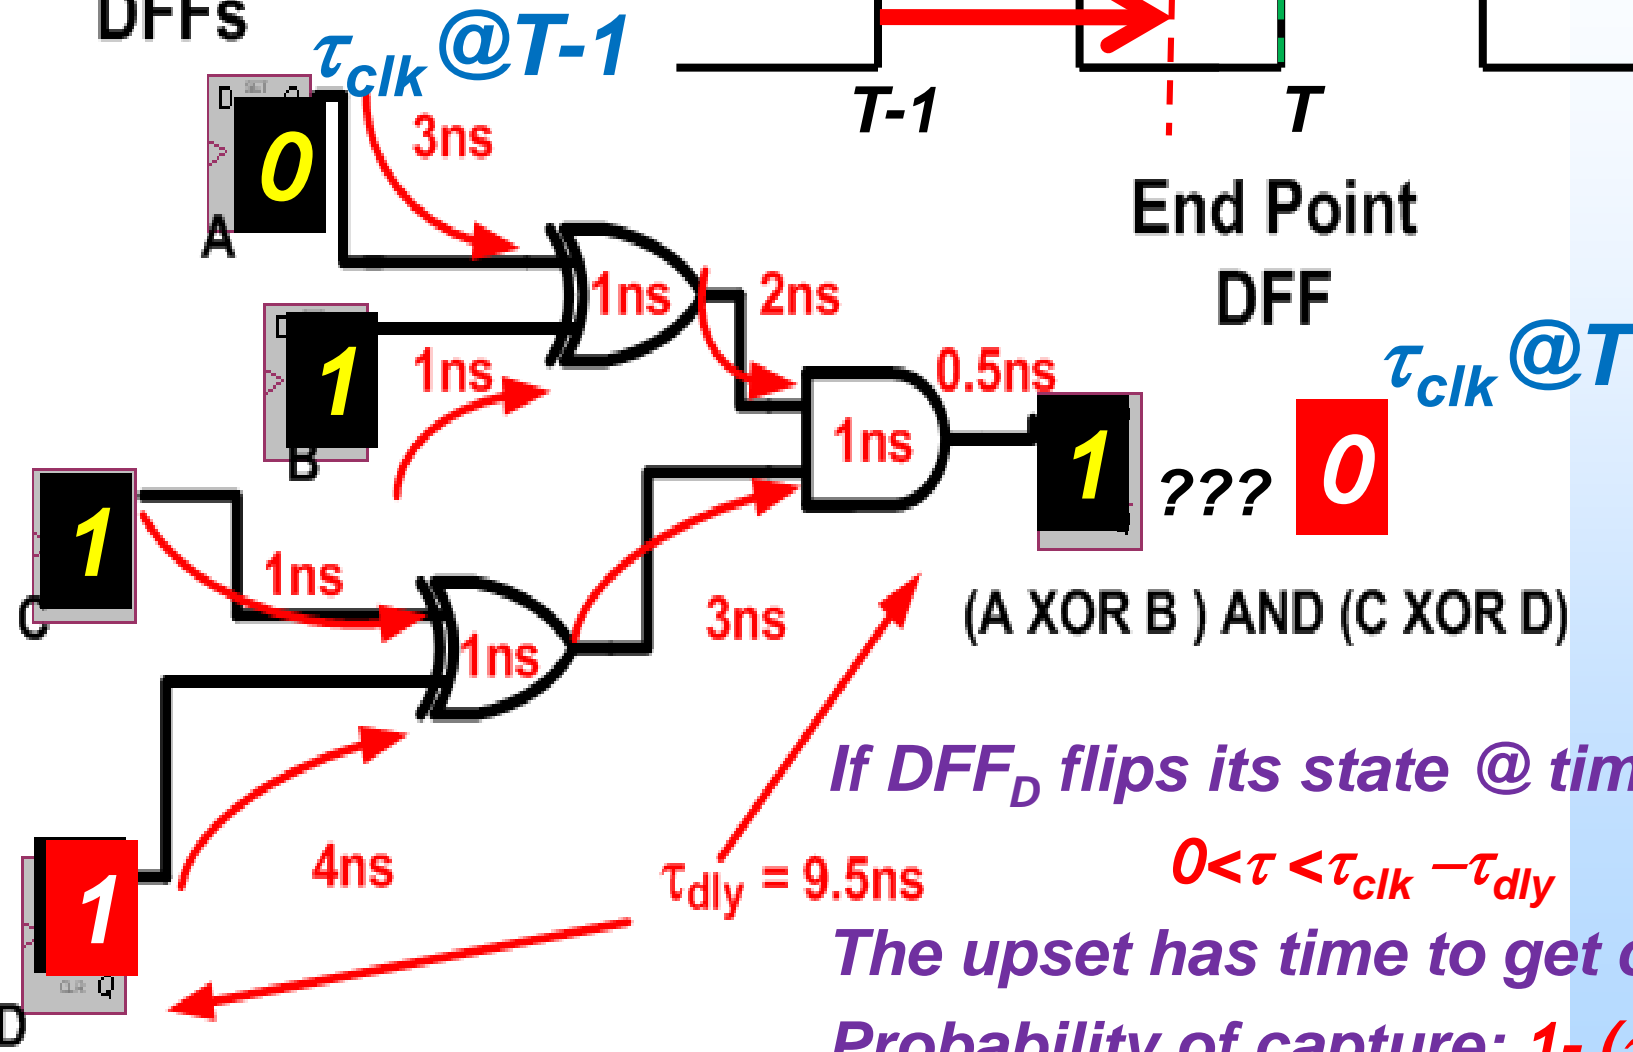 DFFs
τclk @T-1
T-1
T
D
Q
0
3ns
A
End Point
DFF
1ns
2ns
1
1ns
B
0.5ns
τclk @T
1ns
1
???
0
1
C
1ns
1ns
3ns
(A XOR B ) AND (C XOR D)
If DFFD flips its state @
4ns
τdly = 9.5ns
0<τ <τclk –τdly
1
Q
D
The upset has time to get
Probability of capture: 1-